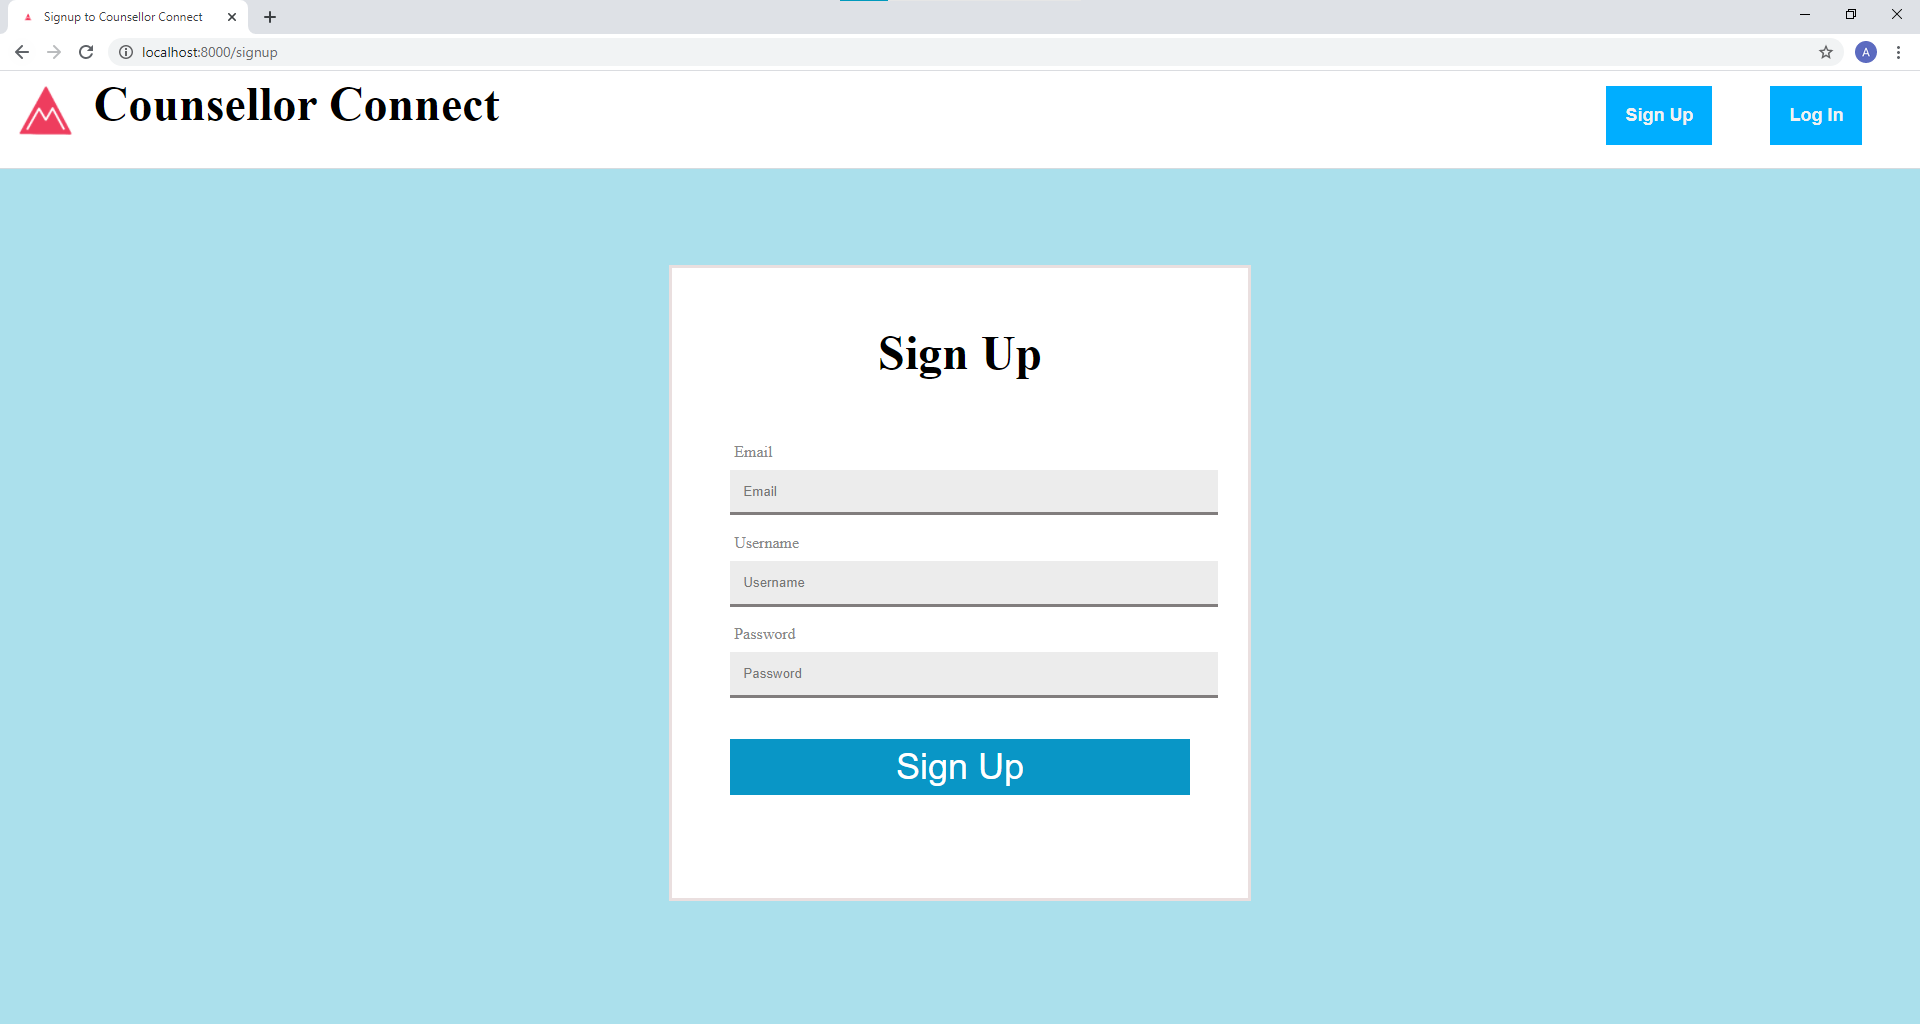 Signup to Counsellor Connect
localhost:8000/signup
A
Counsellor Connect
Sign Up
Log In
Sign Up
Email
Email
Username
Username
Password
Password
Sign Up